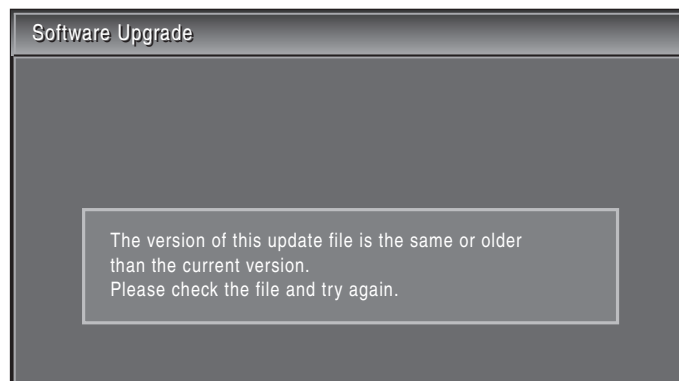 Software Upgrade
The version of this update file is the same or older
than the current version.
Please check the file and try again.